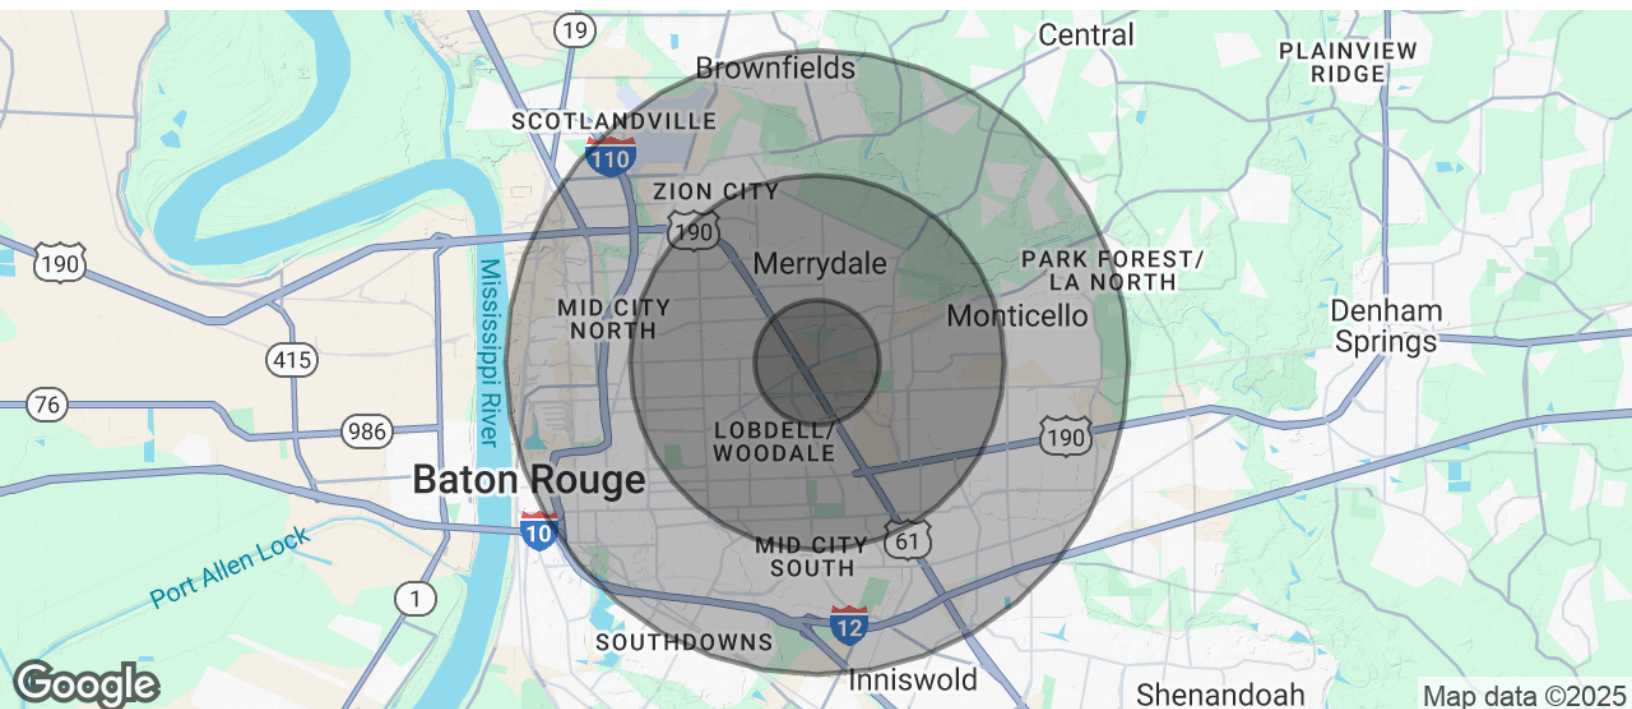 19
Central
PLAINVIEW
RIDGE
Brownfields
SCOTLANDVILLE
110
ZION CITY
190
190
Merrydale
PARK FOREST/
LA NORTH
Mississippi River
MID CITY
NORTH
Monticello
Denham
Springs
415
76
986
LOBDELL/
WOODALE
190
Baton Rouge
10
61
MID CITY
SOUTH
Port Allen Lock
1
12
SOUTHDOWNS
Inniswold
Shenandoah
Google
Map data ©2025